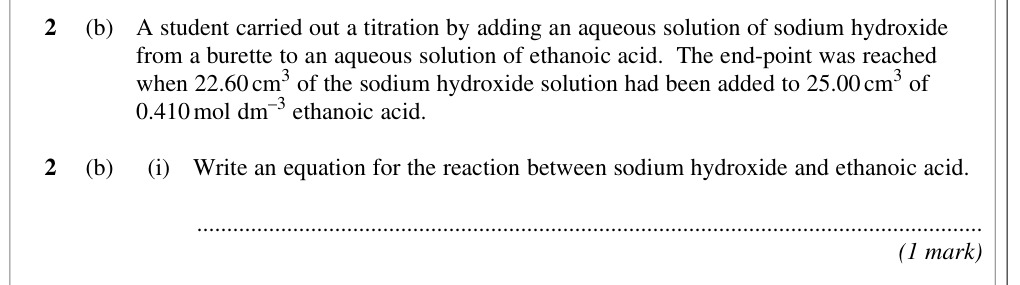 2 (b) A student carried out a titration by adding an aqueous solution of sodium hydroxide
from a burette to an aqueous solution of ethanoic acid. The end-point was reached
when 22.60 cm³ of the sodium hydroxide solution had been added to 25.00 cm³ of
0.410 mol dm⁻³ ethanoic acid.
2 (b) (i) Write an equation for the reaction between sodium hydroxide and ethanoic acid.
(1 mark)